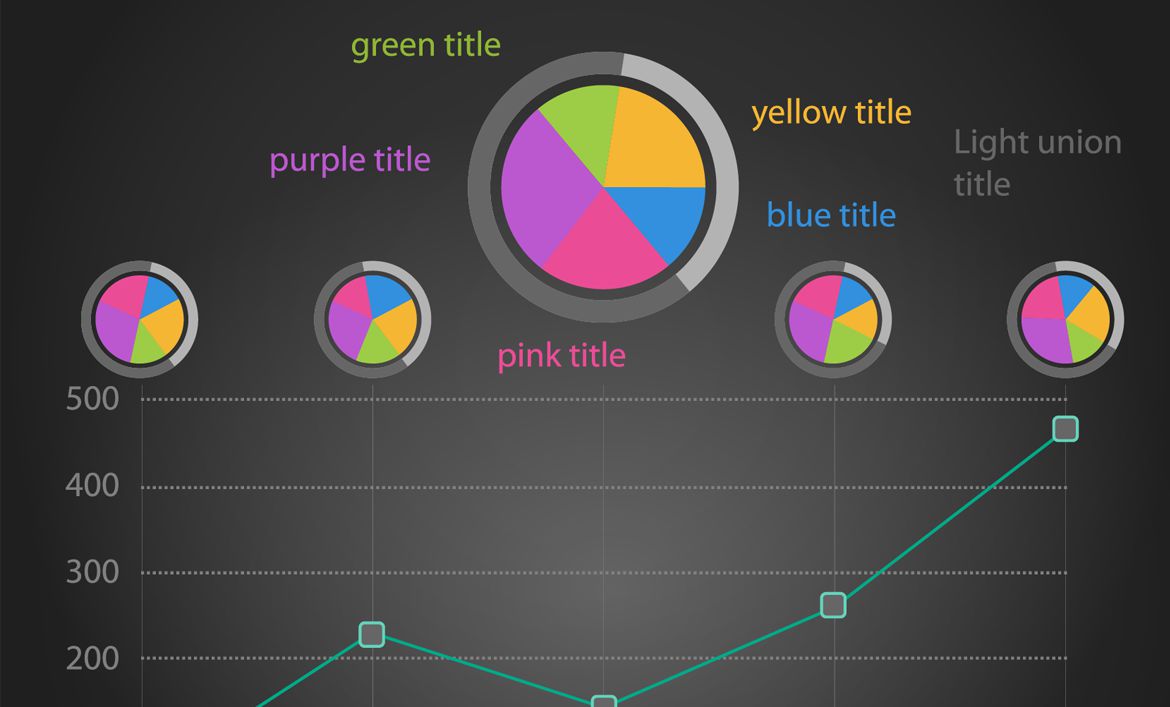 green title
yellow title
Light union
title
purple title
blue title
pink title
500
400
300
200